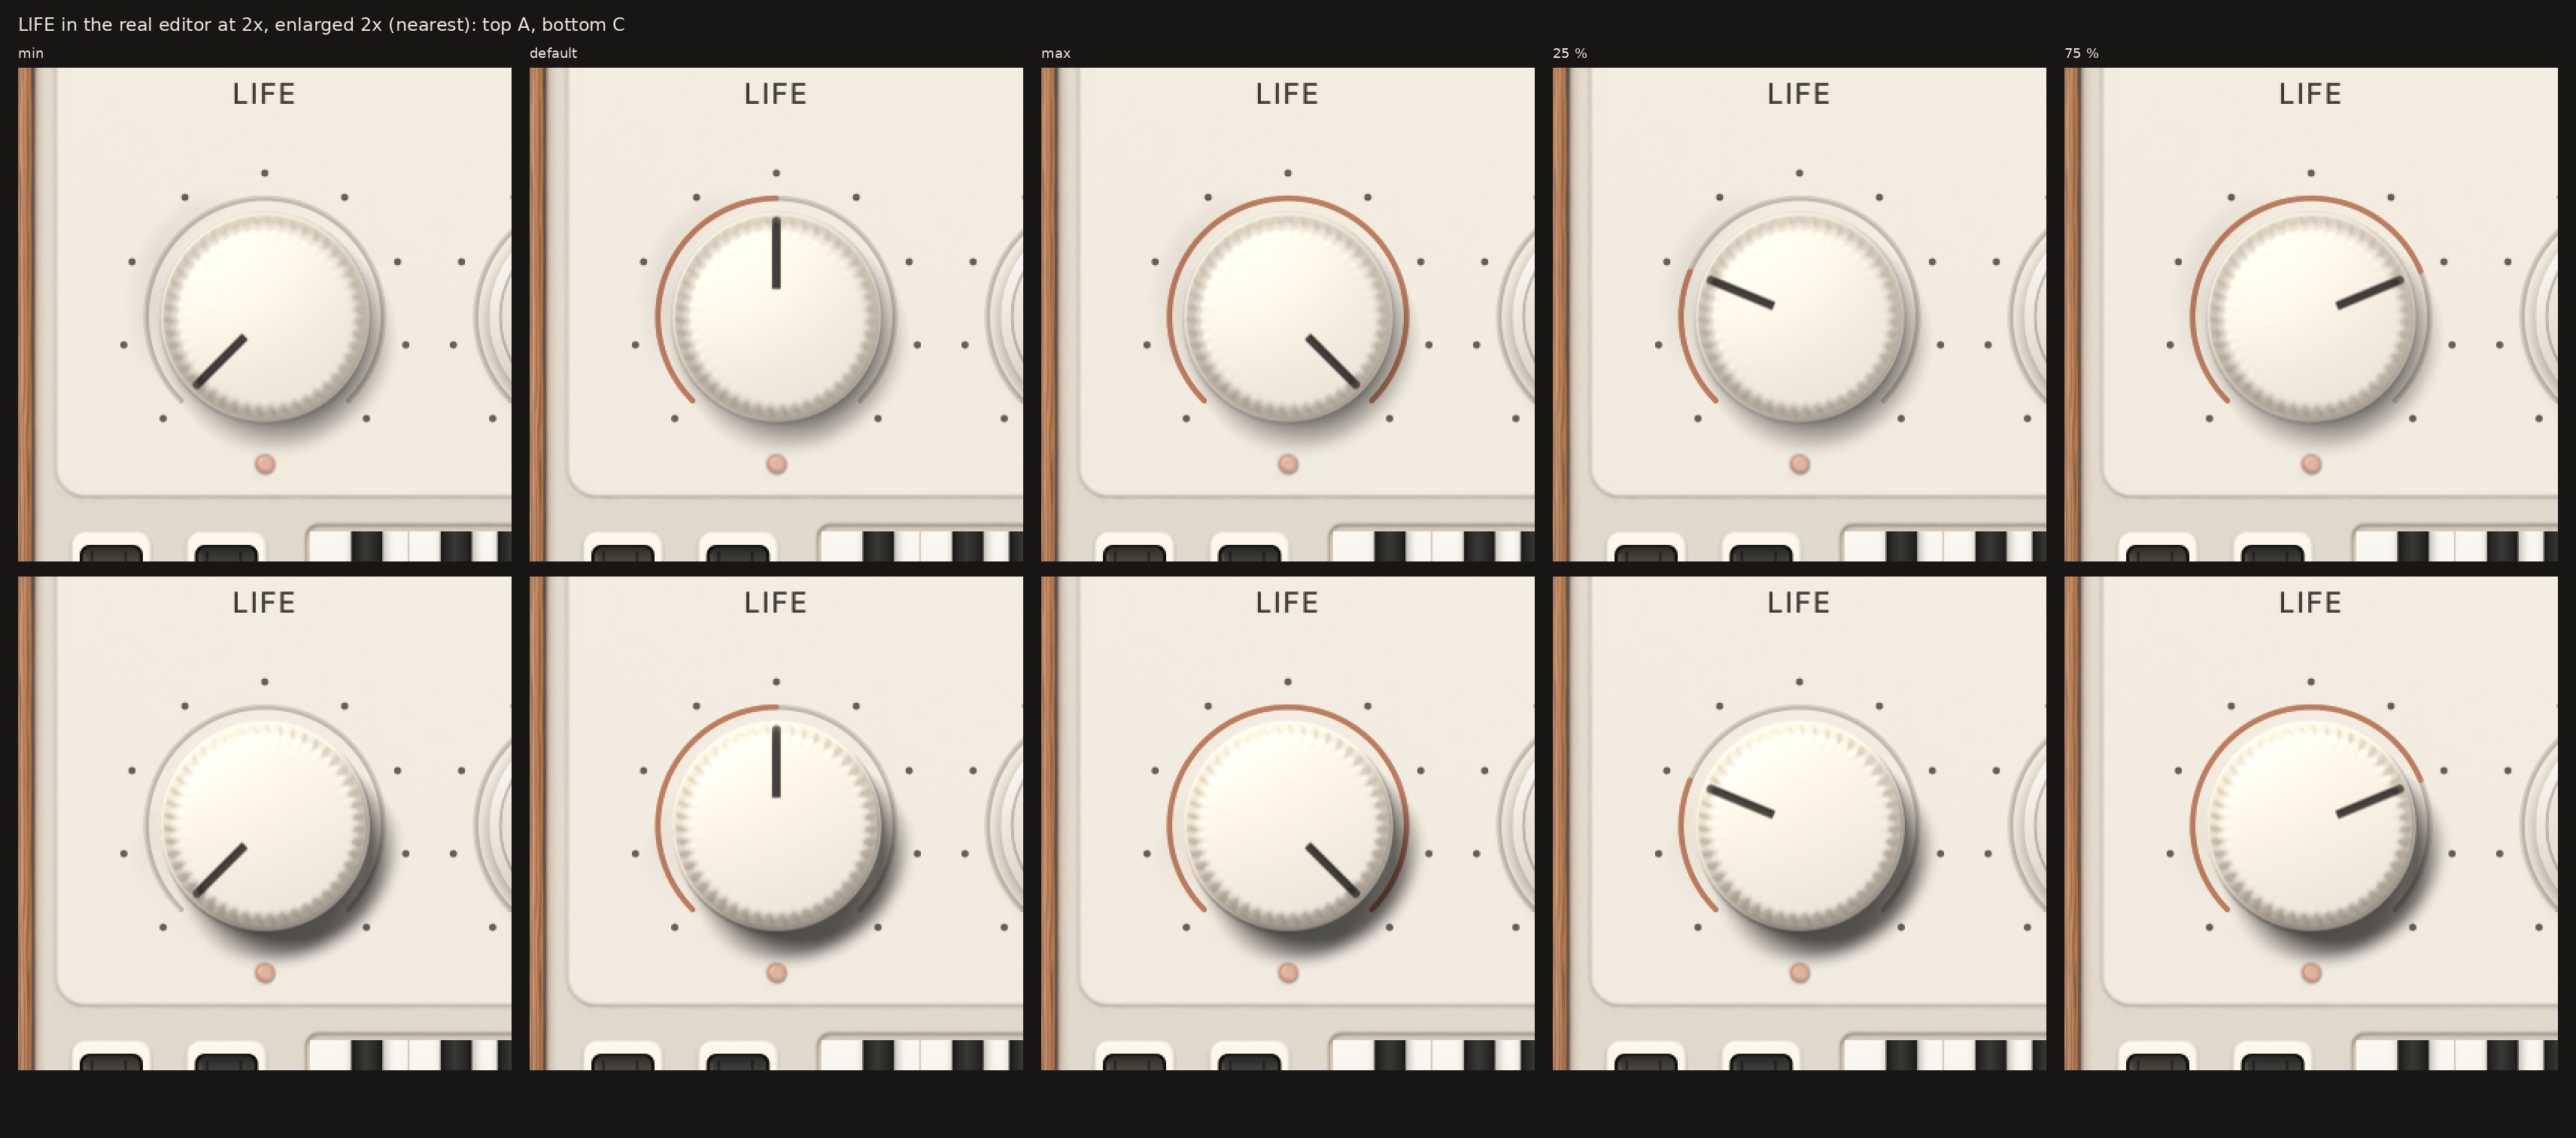 LIFE in the real editor at 2x, enlarged 2x (nearest): top A, bottom C
min default max 25 % 75 %
LIFE LIFE LIFE LIFE LIFE
LIFE LIFE LIFE LIFE LIFE